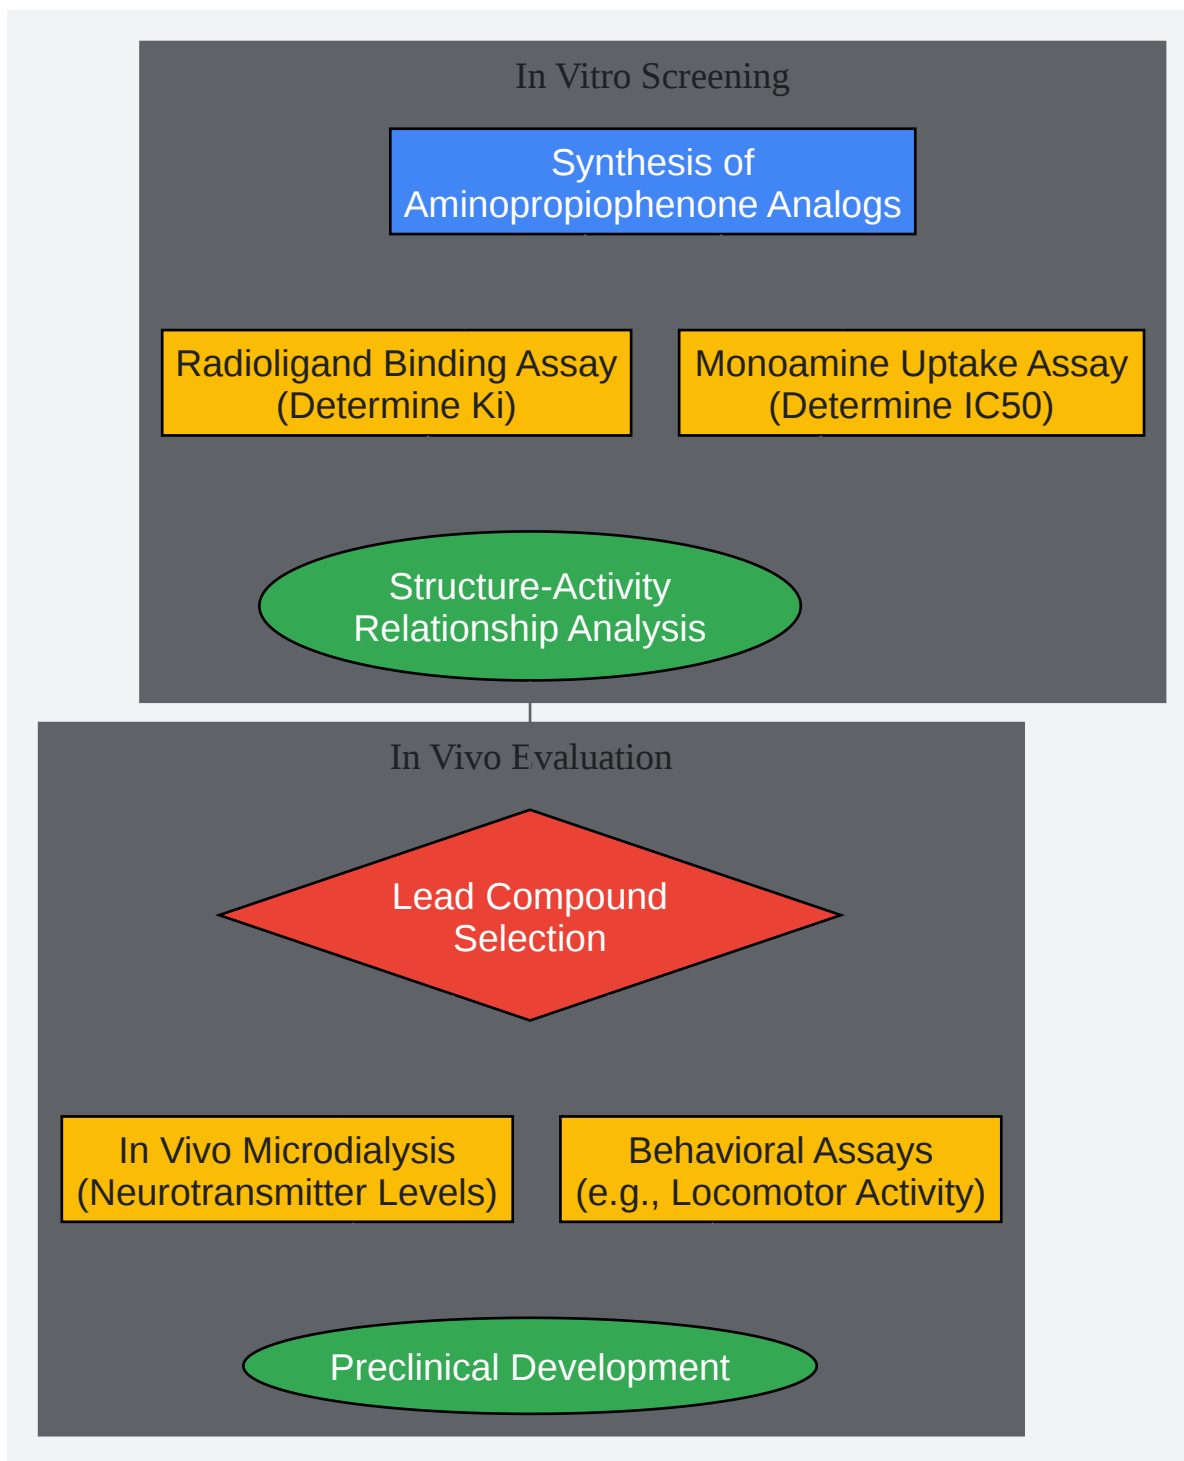 In Vitro Screening
Synthesis of
Aminopropiophenone Analogs
Radioligand Binding Assay
(Determine Ki)
Monoamine Uptake Assay
(Determine IC50)
Structure-Activity
Relationship Analysis
In Vivo Evaluation
Lead Compound
Selection
In Vivo Microdialysis
(Neurotransmitter Levels)
Behavioral Assays
(e.g., Locomotor Activity)
Preclinical Development